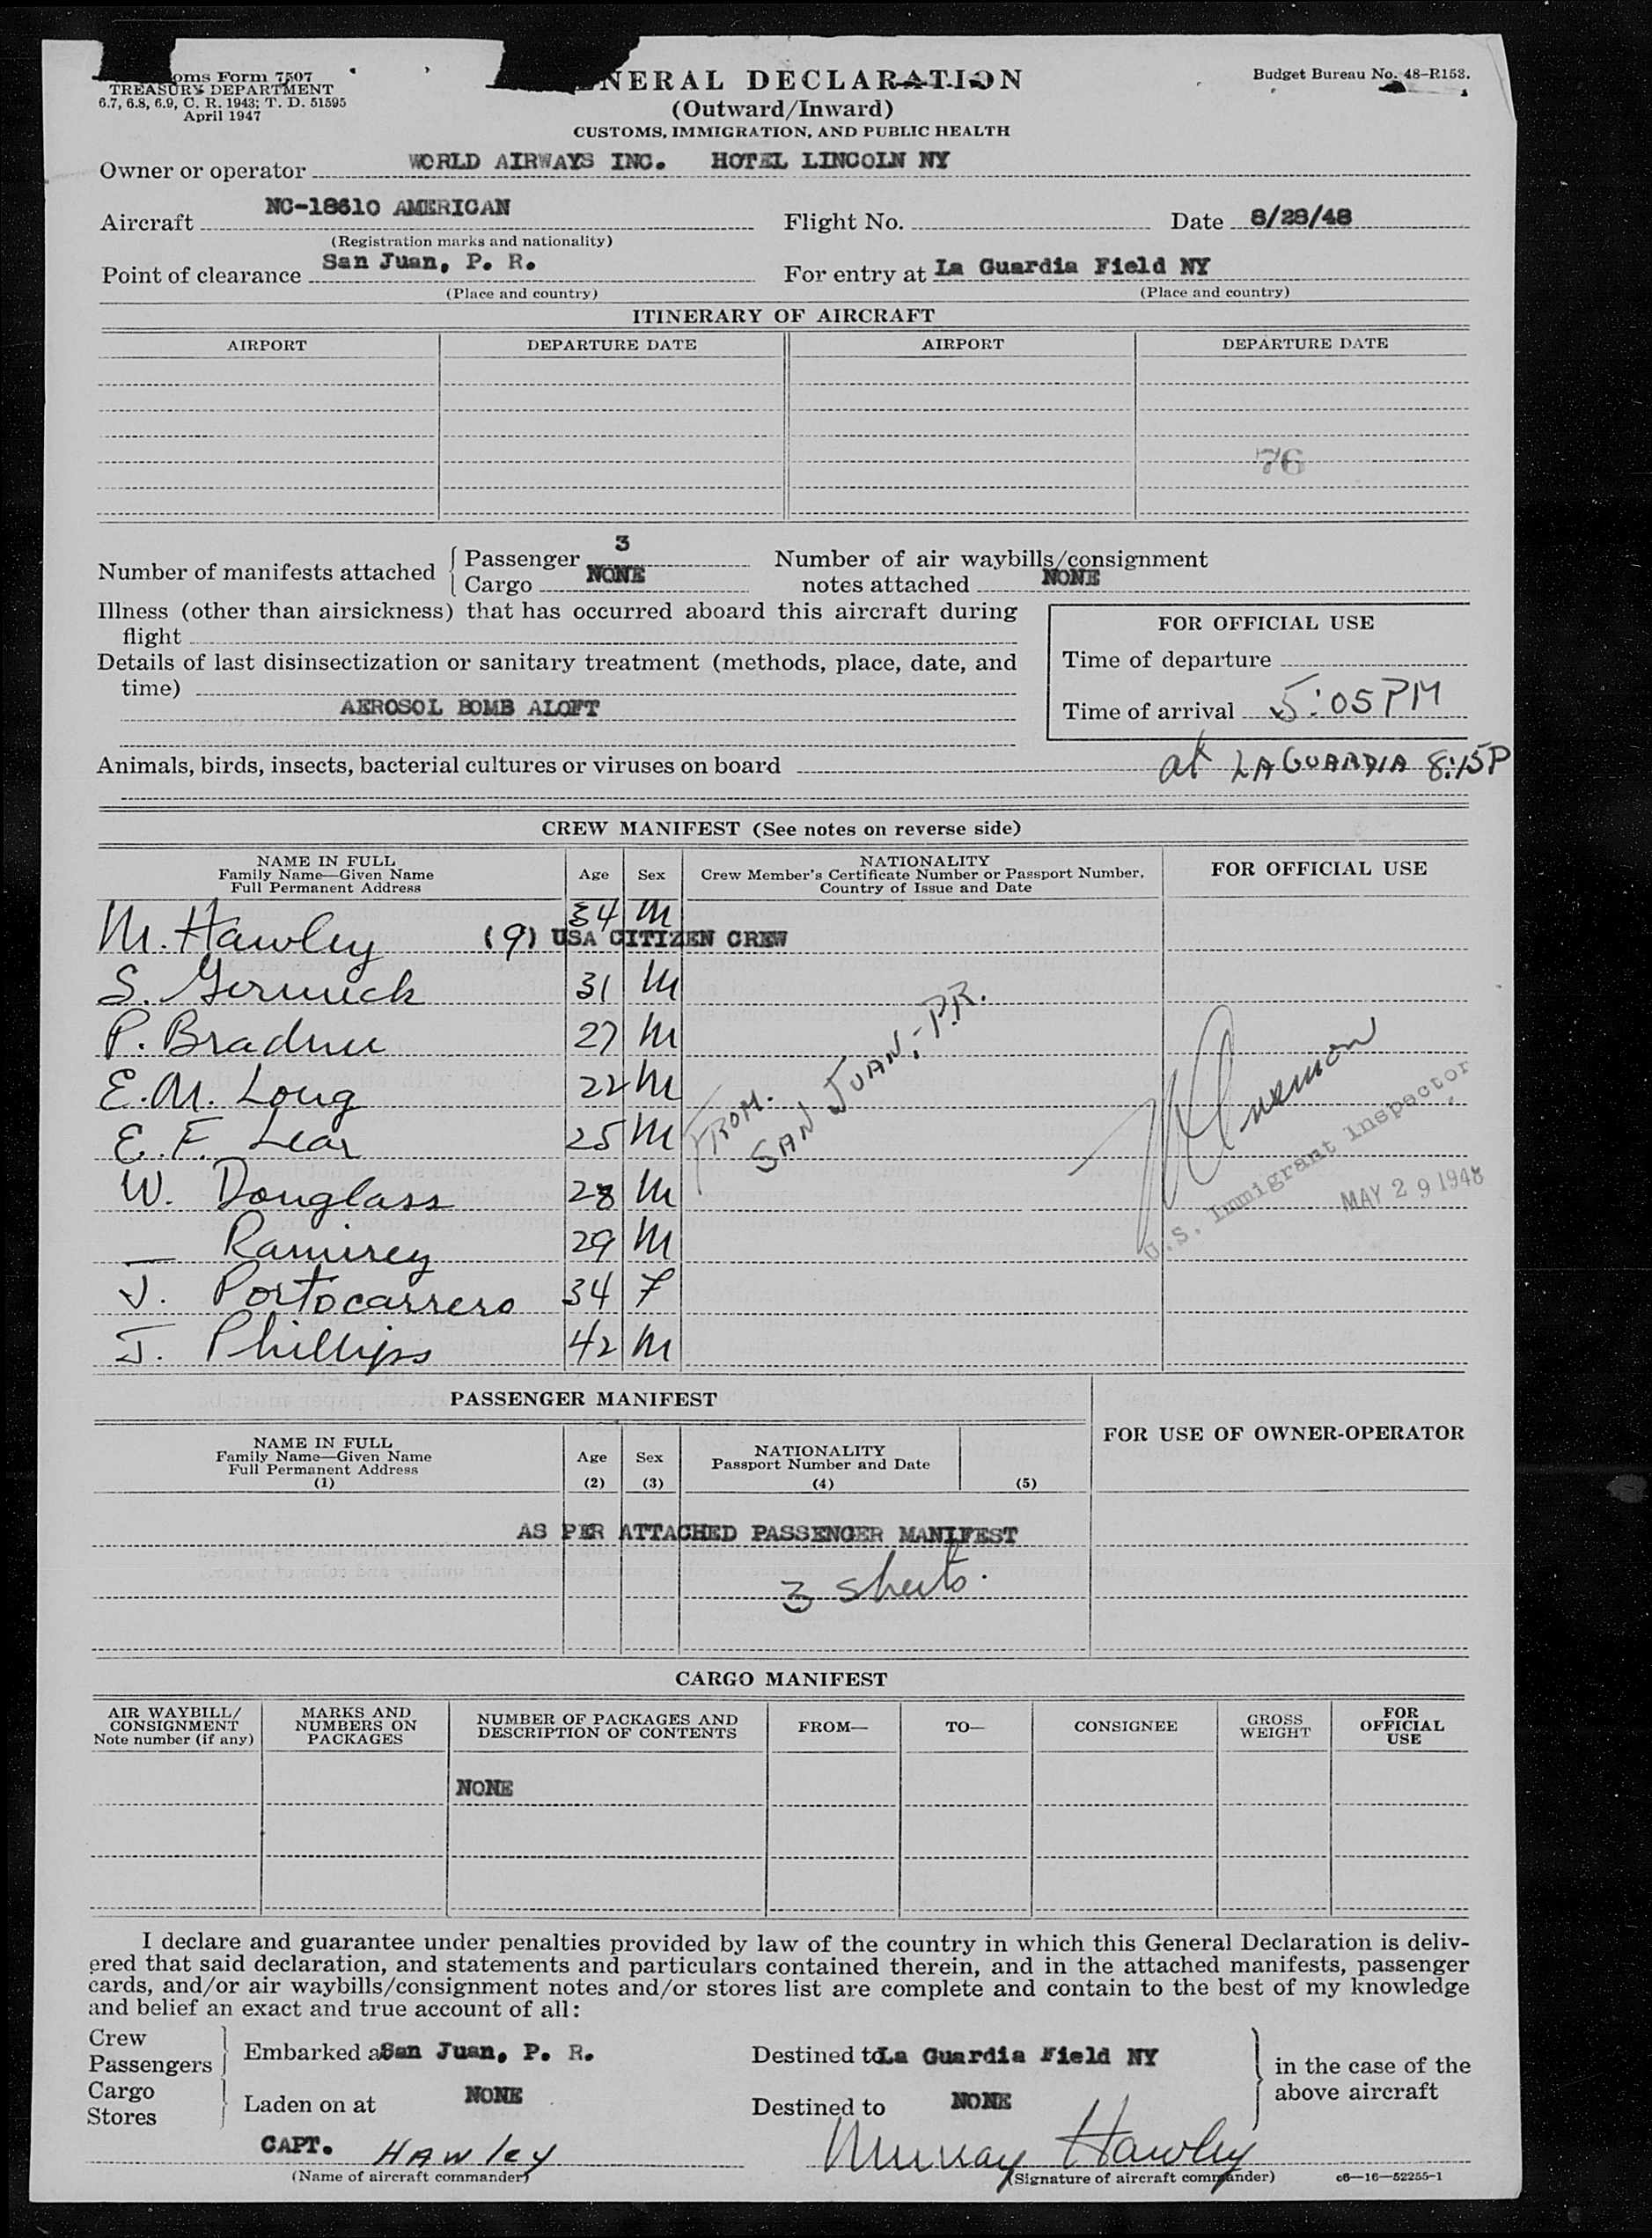 oms Form 7507
TREASURY DEPARTMENT
6.7, 6.8, 6.9, C. R. 1943; T. D. 51595
April 1947
NERAL DECLARATION
(Outward/Inward)
CUSTOMS, IMMIGRATION, AND PUBLIC HEALTH
Budget Bureau No. 48-R153.
Owner or operator WORLD AIRWAYS INC. HOTEL LINCOLN NY
Aircraft NC-18610 AMERICAN Flight No. Date 8/28/48
(Registration marks and nationality)
Point of clearance San Juan, P. R. For entry at La Guardia Field NY
(Place and country) (Place and country)
ITINERARY OF AIRCRAFT
AIRPORT DEPARTURE DATE AIRPORT DEPARTURE DATE
76
Number of manifests attached
Passenger 3
Cargo NONE
Number of air waybills/consignment
notes attached NONE
Illness (other than airsickness) that has occurred aboard this aircraft during
flight
Details of last disinsectization or sanitary treatment (methods, place, date, and
time)
AEROSOL BOMB ALOFT
FOR OFFICIAL USE
Time of departure
Time of arrival 5:05 PM
at LAGUARDIA 8:15P
Animals, birds, insects, bacterial cultures or viruses on board
CREW MANIFEST (See notes on reverse side)
NAME IN FULL
Family Name—Given Name
Full Permanent Address
Age Sex
NATIONALITY
Crew Member's Certificate Number or Passport Number,
Country of Issue and Date
FOR OFFICIAL USE
M. Hawley 34 M
(9) USA CITIZEN CREW
S. 31 M
P. 27 M
E. M. Long 22 M
E. F. Lear 25 M
W. Douglass 28 M
— Ramirez 29 M
J. Portocarrero 34 F
J. Phillips 42 M
FROM.
SAN JUAN, P.R.
U.S. Immigrant Inspector
MAY 29 1948
PASSENGER MANIFEST
NAME IN FULL
Family Name—Given Name
Full Permanent Address
(1)
Age
(2)
Sex
(3)
NATIONALITY
Passport Number and Date
(4) (5)
FOR USE OF OWNER-OPERATOR
AS PER ATTACHED PASSENGER MANIFEST
3 sheets.
CARGO MANIFEST
AIR WAYBILL/
CONSIGNMENT
Note number (if any)
MARKS AND
NUMBERS ON
PACKAGES
NUMBER OF PACKAGES AND
DESCRIPTION OF CONTENTS
FROM—
TO—
CONSIGNEE
GROSS
WEIGHT
FOR
OFFICIAL
USE
NONE
I declare and guarantee under penalties provided by law of the country in which this General Declaration is deliv-
ered that said declaration, and statements and particulars contained therein, and in the attached manifests, passenger
cards, and/or air waybills/consignment notes and/or stores list are complete and contain to the best of my knowledge
and belief an exact and true account of all:
Crew
Passengers
Embarked a San Juan, P. R. Destined to La Guardia Field NY
Cargo
Stores
Laden on at NONE Destined to NONE
in the case of the
above aircraft
CAPT. HAWLEY Murray Hawley
(Name of aircraft commander) (Signature of aircraft commander) c6—16—52255-1